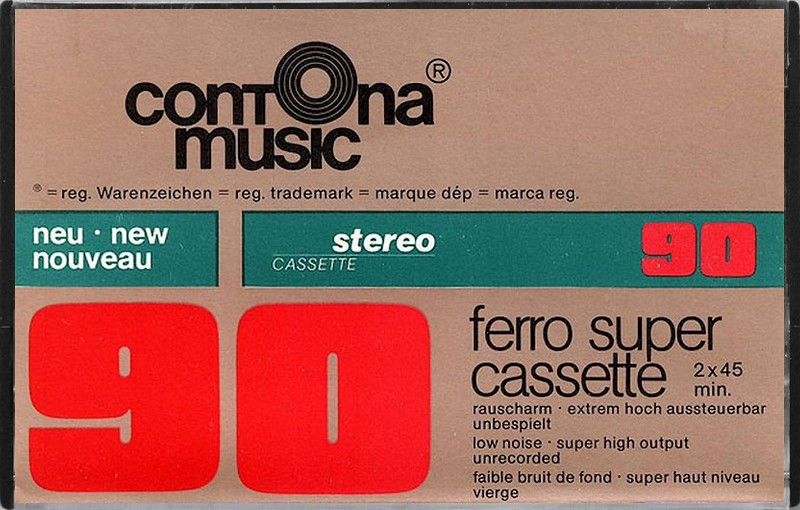 contOna®
music
® = reg. Warenzeichen = reg. trademark = marque dép = marca reg.
neu · new
nouveau
stereo
CASSETTE
90
90
ferro super
cassette 2 x 45
min.
rauscharm · extrem hoch aussteuerbar
unbespielt
low noise · super high output
unrecorded
faible bruit de fond · super haut niveau
vierge